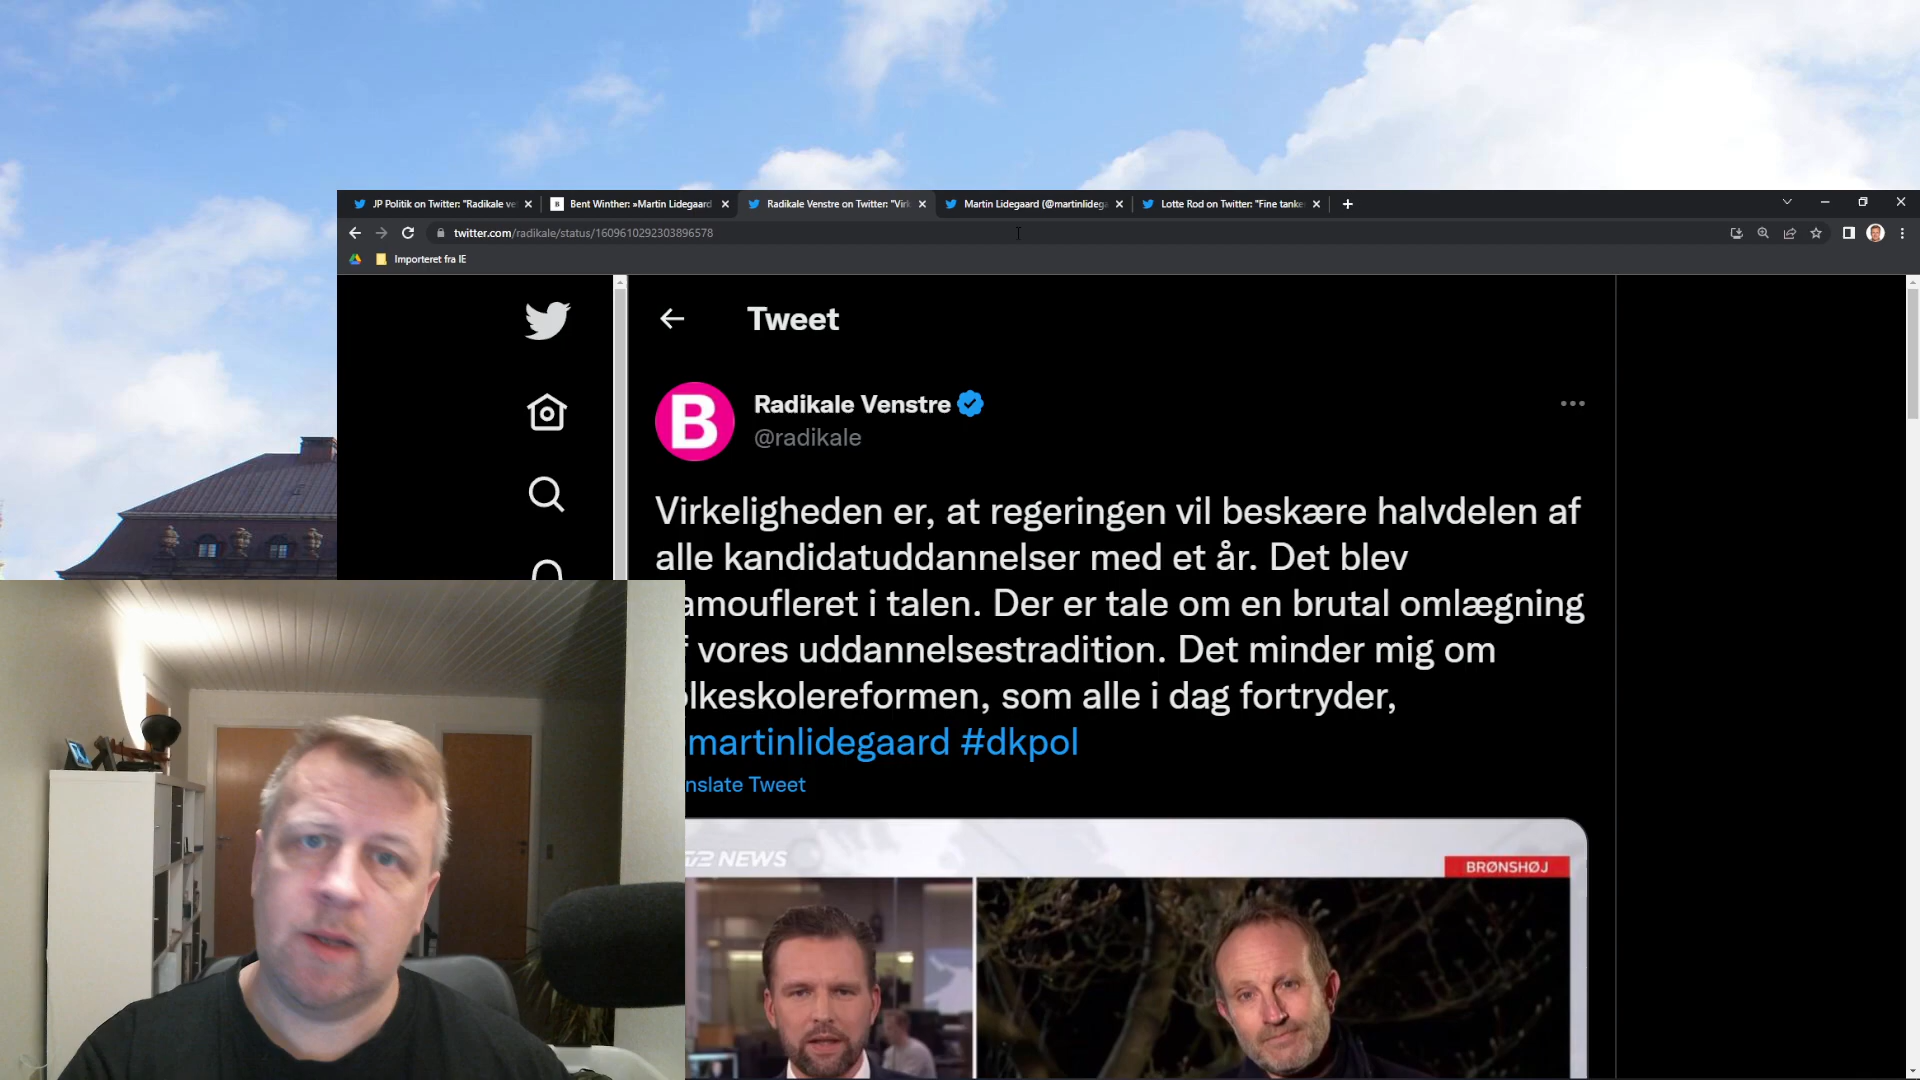 JP Politik on Twitter: "Radikale ve
Bent Winther: »Martin Lidegaard
Radikale Venstre on Twitter: "Virk
Martin Lidegaard (@martinlidega
Lotte Rod on Twitter: "Fine tanke
twitter.com/radikale/status/1609610292303896578
Importeret fra IE
Tweet
B
Radikale Venstre
@radikale
Virkeligheden er, at regeringen vil beskære halvdelen af
alle kandidatuddannelser med et år. Det blev
amoufleret i talen. Der er tale om en brutal omlægning
f vores uddannelsestradition. Det minder mig om
olkeskolereformen, som alle i dag fortryder,
martinlidegaard #dkpol
nslate Tweet
2 NEWS
BRØNSHØJ